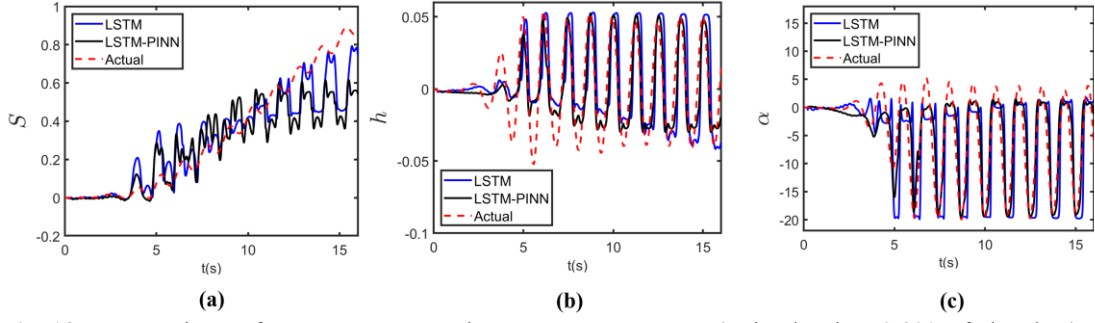 1
0.8
0.6
0.4
0.2
0
-0.2
S
0
5
10
15
t(s)
LSTM
LSTM-PINN
Actual
(a)
0.05
0
-0.05
-0.1
h
0
5
10
15
t(s)
LSTM
LSTM-PINN
Actual
(b)
15
10
5
0
-5
-10
-15
-20
α
0
5
10
15
t(s)
LSTM
LSTM-PINN
Actual
(c)